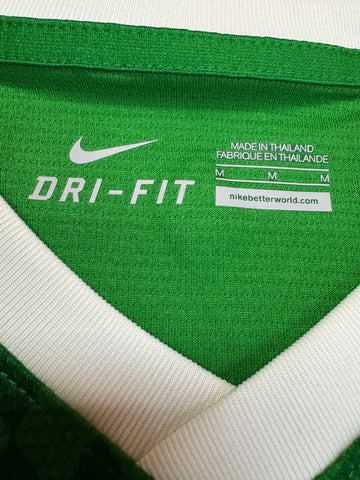 DRI-FIT
MADE IN THAILAND
FABRIQUE EN THAILANDE
M M M
nikebetterworld.com